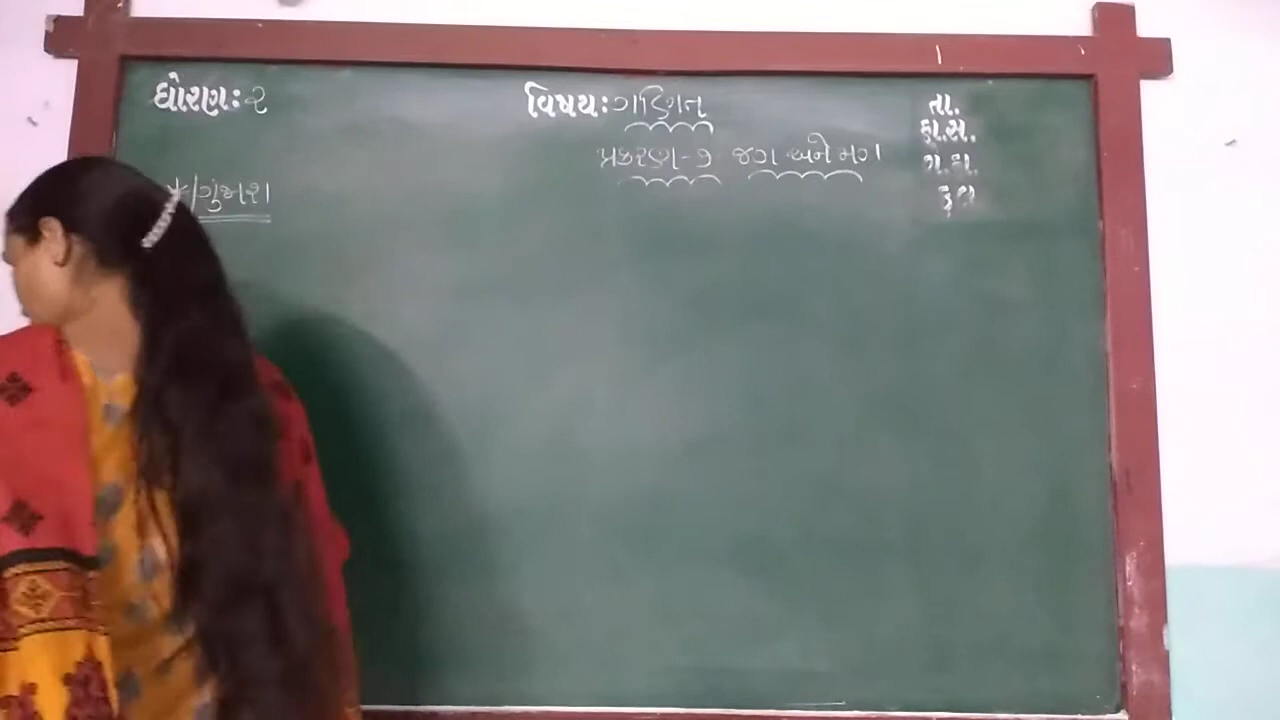 ધોરણ: ૨
વિષય: ગણિત
પ્રકરણ-૭ જગ અને મગ
*/ગુંજાશ
તા.
હા.સ.
ગે.હા.
કુલ